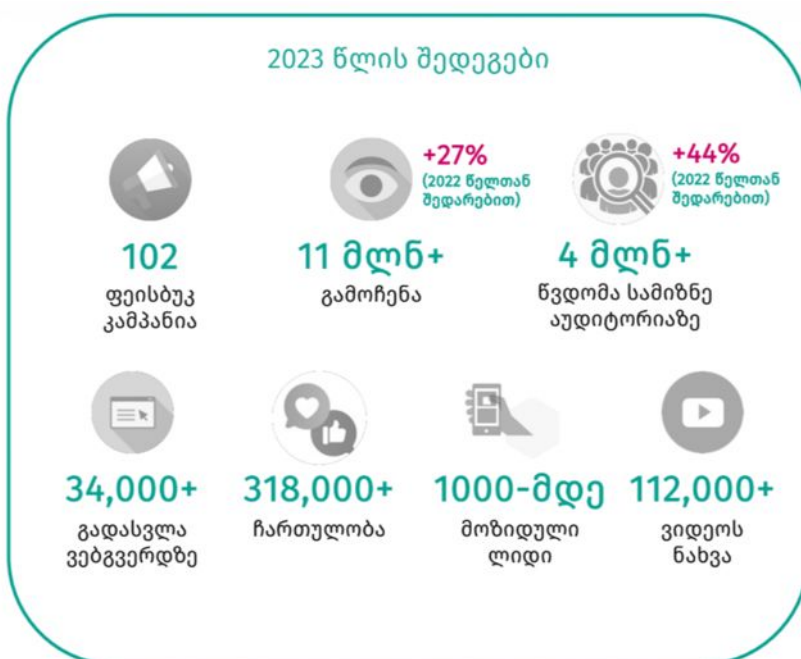 2023 წლის შედეგები
102
ფეისბუკ
კამპანია
+27%
(2022 წელთან
შედარებით)
11 მლნ+
გამოჩენა
+44%
(2022 წელთან
შედარებით)
4 მლნ+
წვდომა სამიზნე
აუდიტორიაზე
34,000+
გადასვლა
ვებგვერდზე
318,000+
ჩართულობა
1000-მდე
მოზიდული
ლიდი
112,000+
ვიდეოს
ნახვა